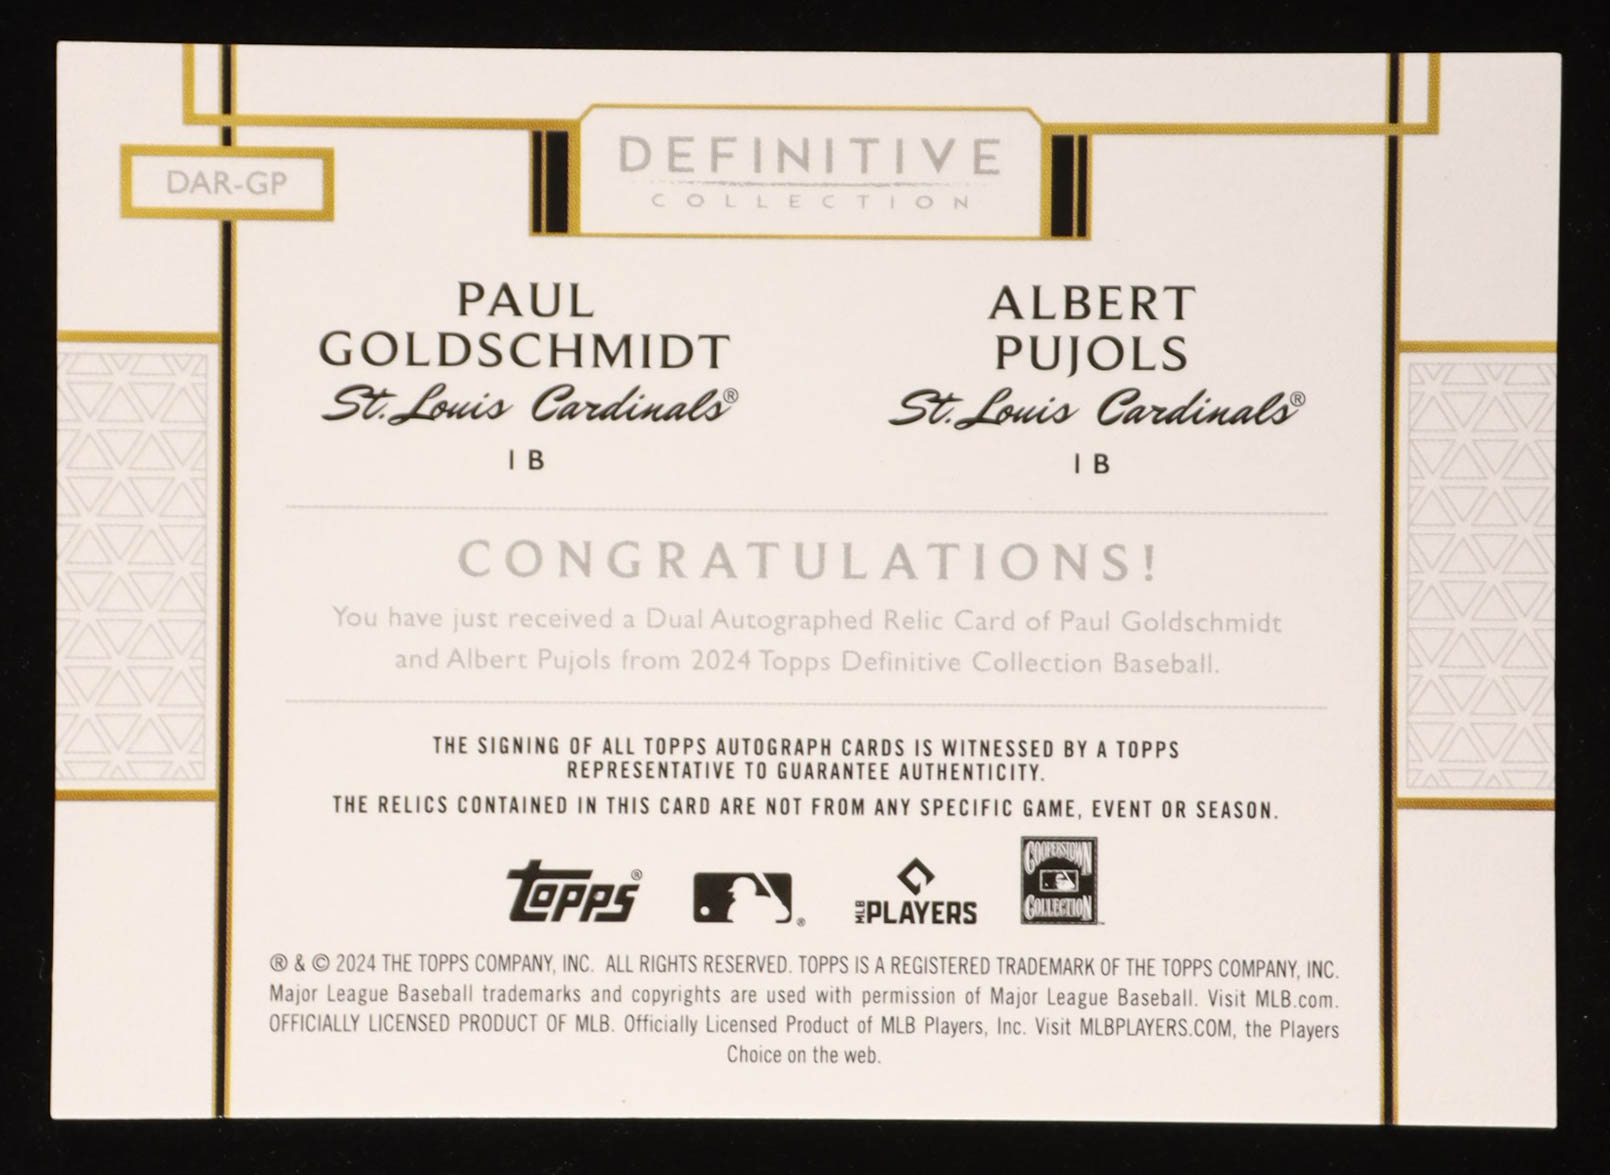 DAR-GP
DEFINITIVE
COLLECTION
PAUL
GOLDSCHMIDT
St. Louis Cardinals®
1B
ALBERT
PUJOLS
St. Louis Cardinals®
1B
CONGRATULATIONS!
You have just received a Dual Autographed Relic Card of Paul Goldschmidt
and Albert Pujols from 2024 Topps Definitive Collection Baseball.
THE SIGNING OF ALL TOPPS AUTOGRAPH CARDS IS WITNESSED BY A TOPPS
REPRESENTATIVE TO GUARANTEE AUTHENTICITY.
THE RELICS CONTAINED IN THIS CARD ARE NOT FROM ANY SPECIFIC GAME, EVENT OR SEASON.
topps®
®
MLB PLAYERS
COOPERSTOWN
COLLECTION
® & © 2024 THE TOPPS COMPANY, INC. ALL RIGHTS RESERVED. TOPPS IS A REGISTERED TRADEMARK OF THE TOPPS COMPANY, INC.
Major League Baseball trademarks and copyrights are used with permission of Major League Baseball. Visit MLB.com.
OFFICIALLY LICENSED PRODUCT OF MLB. Officially Licensed Product of MLB Players, Inc. Visit MLBPLAYERS.COM, the Players
Choice on the web.